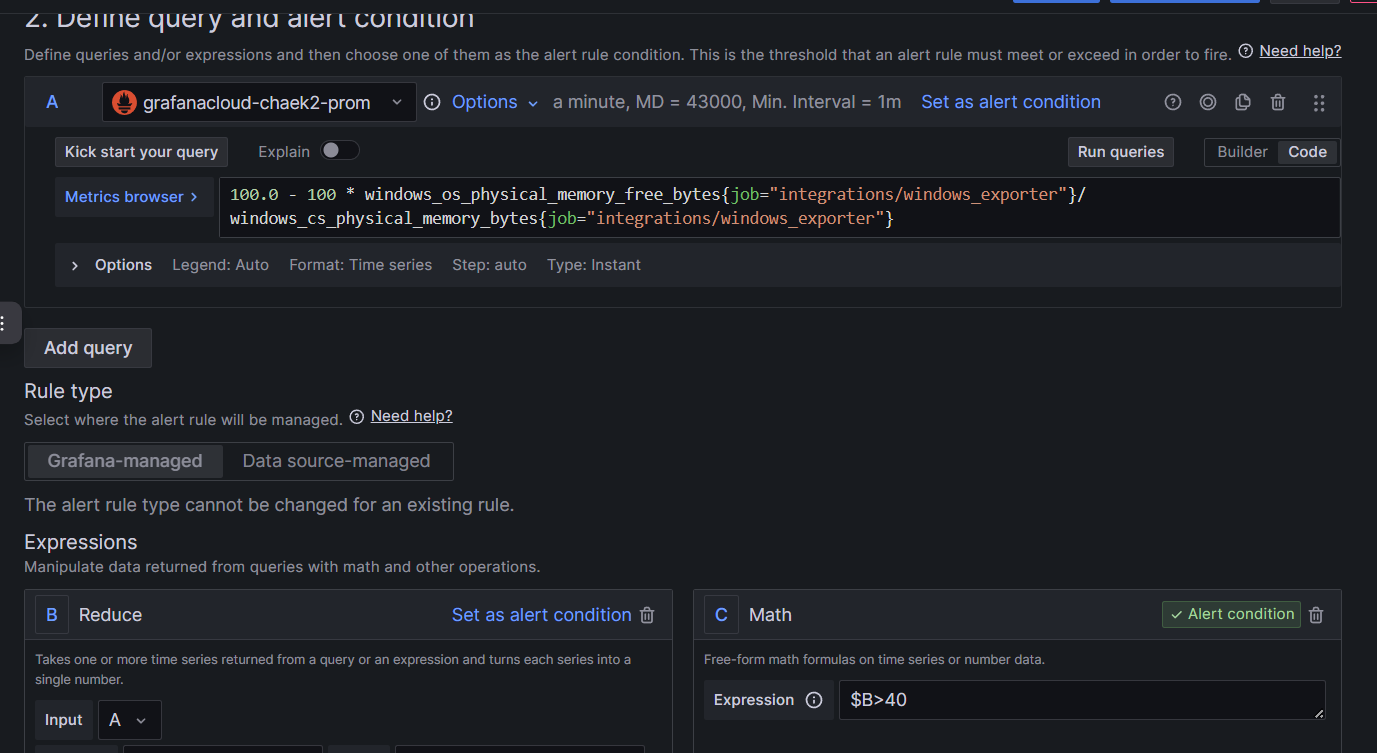 2. Define query and alert condition
Define queries and/or expressions and then choose one of them as the alert rule condition. This is the threshold that an alert rule must meet or exceed in order to fire. Need help?
A grafanacloud-chaek2-prom Options a minute, MD = 43000, Min. Interval = 1m Set as alert condition
Kick start your query Explain Run queries Builder Code
Metrics browser > 100.0 - 100 * windows_os_physical_memory_free_bytes{job="integrations/windows_exporter"}/
windows_cs_physical_memory_bytes{job="integrations/windows_exporter"}
> Options Legend: Auto Format: Time series Step: auto Type: Instant
Add query
Rule type
Select where the alert rule will be managed. Need help?
Grafana-managed Data source-managed
The alert rule type cannot be changed for an existing rule.
Expressions
Manipulate data returned from queries with math and other operations.
B Reduce Set as alert condition
Takes one or more time series returned from a query or an expression and turns each series into a
single number.
Input A
C Math ✓ Alert condition
Free-form math formulas on time series or number data.
Expression $B>40